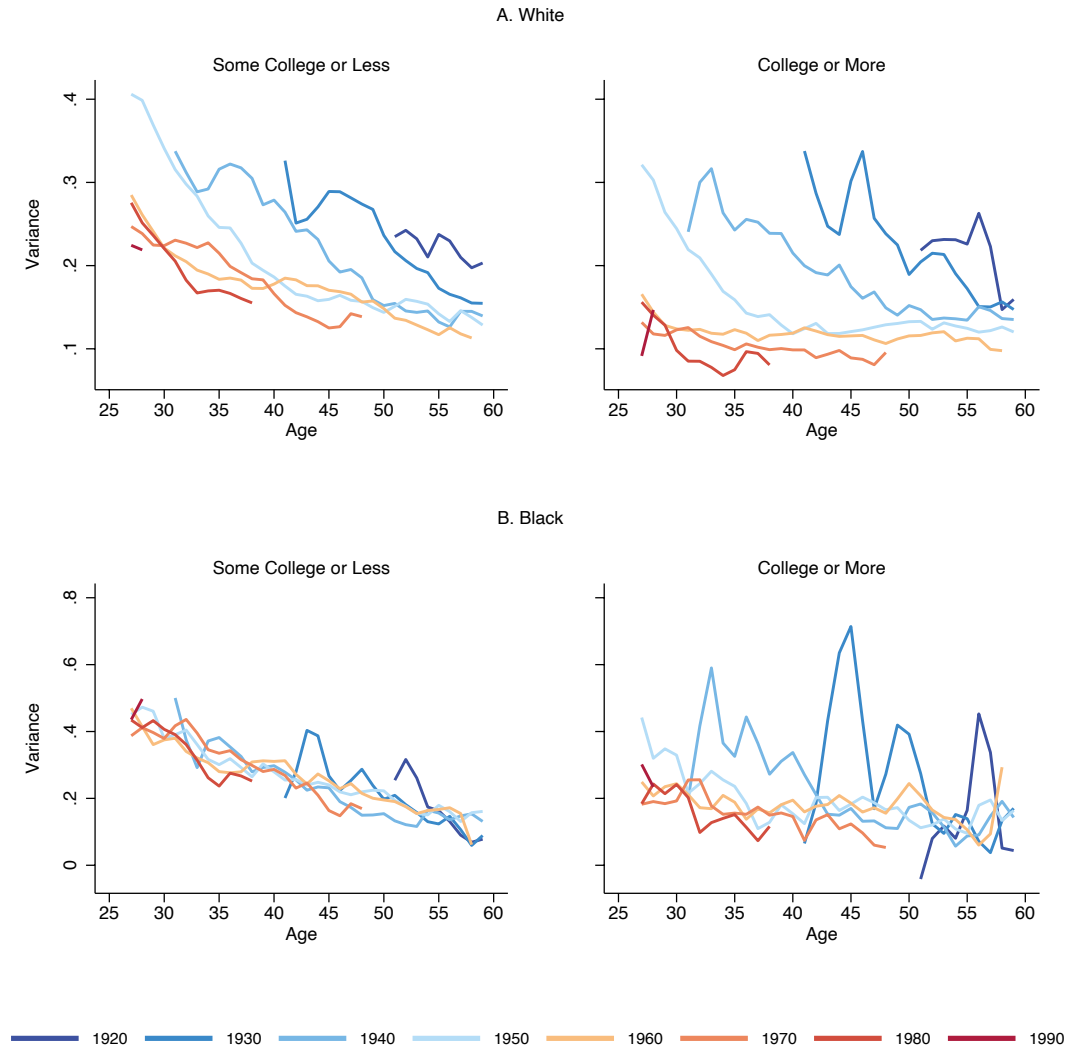 A. White
Some College or Less
College or More
Variance
.4
.3
.2
.1
25 30 35 40 45 50 55 60
Age
25 30 35 40 45 50 55 60
Age
B. Black
Some College or Less
College or More
Variance
.8
.6
.4
.2
0
25 30 35 40 45 50 55 60
Age
25 30 35 40 45 50 55 60
Age
1920 1930 1940 1950 1960 1970 1980 1990